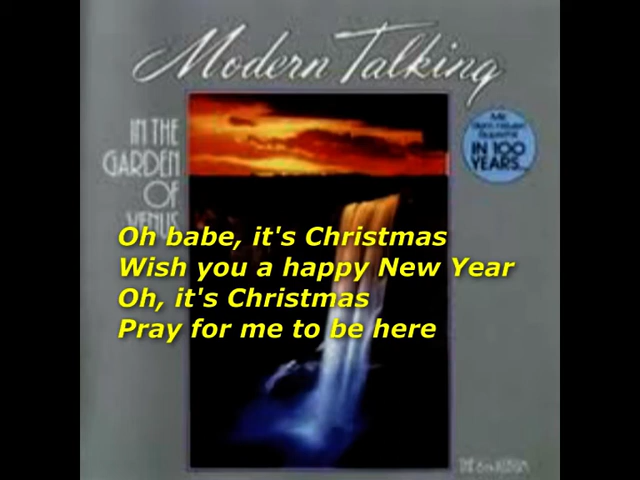 Modern Talking
IN THE
GARDEN
OF
VENUS
IN 100
YEARS...
Oh babe, it's Christmas
Wish you a happy New Year
Oh, it's Christmas
Pray for me to be here